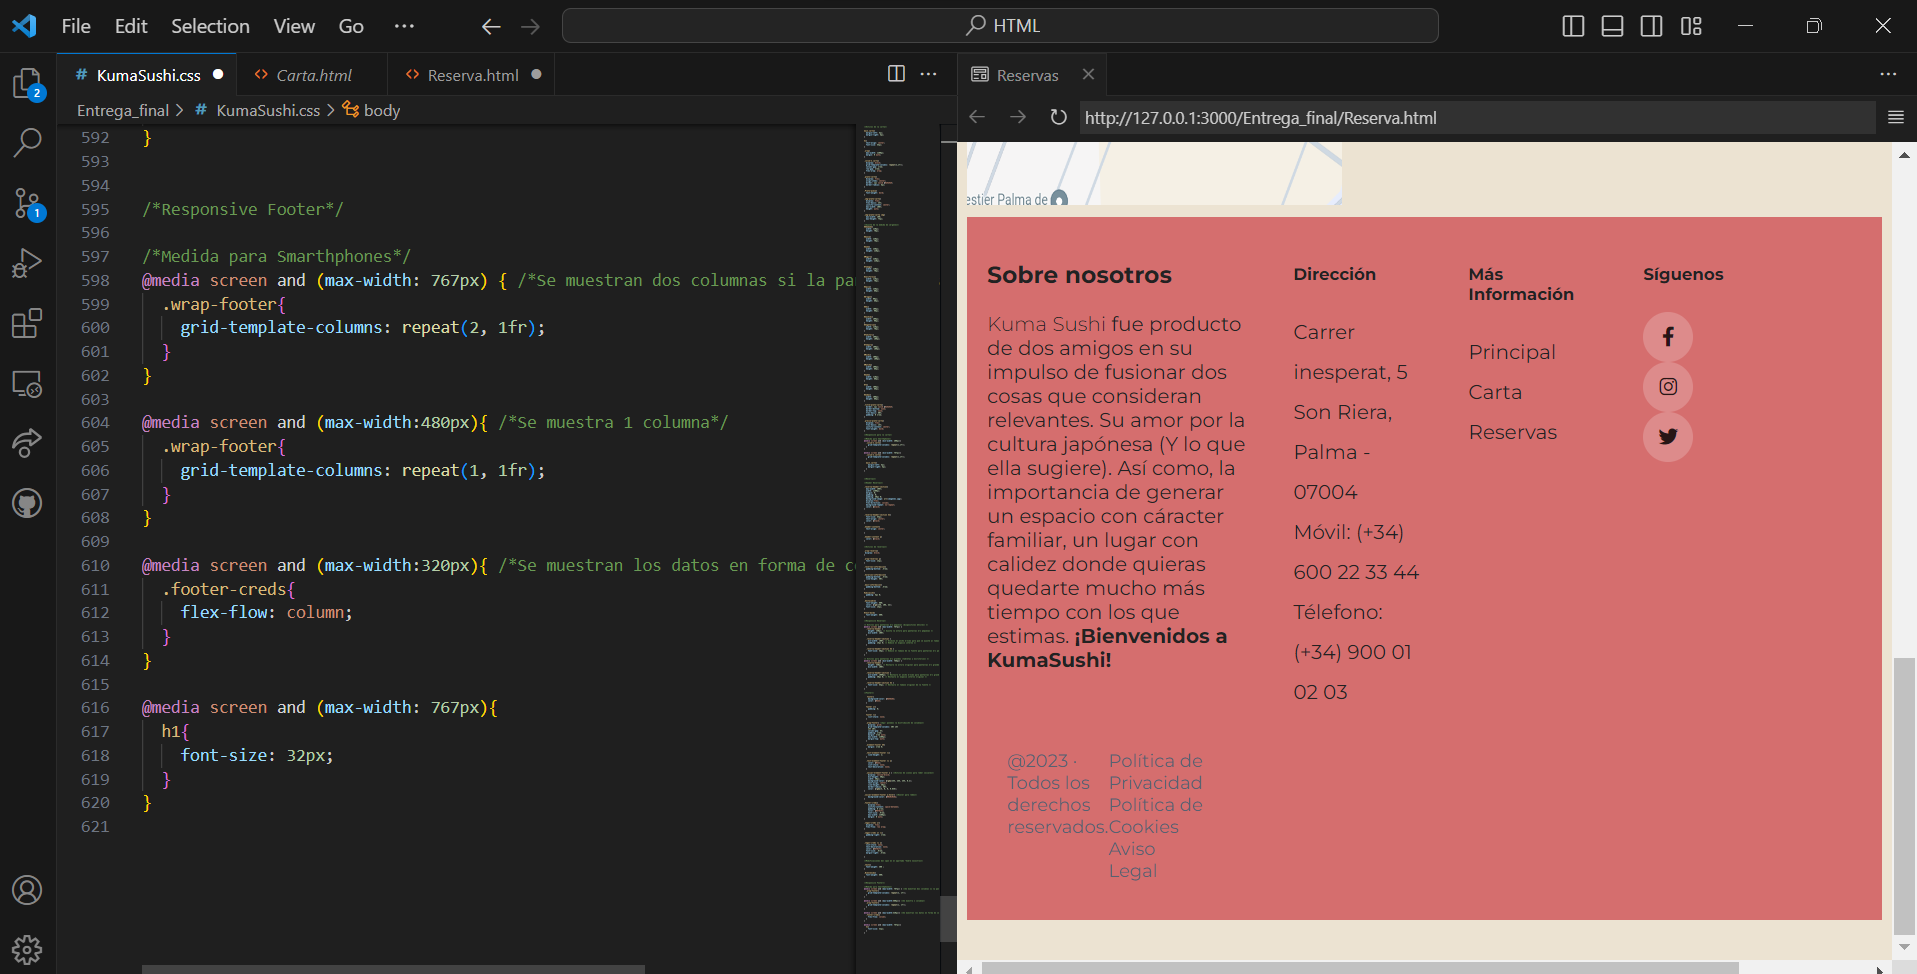 File Edit Selection View Go ··· HTML
# KumaSushi.css Carta.html Reserva.html
Entrega_final > # KumaSushi.css > body
592 }
593
594
595 /*Responsive Footer*/
596
597 /*Medida para Smarthphones*/
598 @media screen and (max-width: 767px) { /*Se muestran dos columnas si la pa
599 .wrap-footer{
600 grid-template-columns: repeat(2, 1fr);
601 }
602 }
603
604 @media screen and (max-width:480px){ /*Se muestra 1 columna*/
605 .wrap-footer{
606 grid-template-columns: repeat(1, 1fr);
607 }
608 }
609
610 @media screen and (max-width:320px){ /*Se muestran los datos en forma de c
611 .footer-creds{
612 flex-flow: column;
613 }
614 }
615
616 @media screen and (max-width: 767px){
617 h1{
618 font-size: 32px;
619 }
620 }
621
2
1
Reservas
http://127.0.0.1:3000/Entrega_final/Reserva.html
estier Palma de
Sobre nosotros
Kuma Sushi fue producto
de dos amigos en su
impulso de fusionar dos
cosas que consideran
relevantes. Su amor por la
cultura japónesa (Y lo que
ella sugiere). Así como, la
importancia de generar
un espacio con cáracter
familiar, un lugar con
calidez donde quieras
quedarte mucho más
tiempo con los que
estimas. ¡Bienvenidos a
KumaSushi!
Dirección
Carrer
inesperat, 5
Son Riera,
Palma -
07004
Móvil: (+34)
600 22 33 44
Télefono:
(+34) 900 01
02 03
Más
Información
Principal
Carta
Reservas
Síguenos
@2023 ·
Todos los
derechos
reservados.
Política de
Privacidad
Política de
Cookies
Aviso
Legal